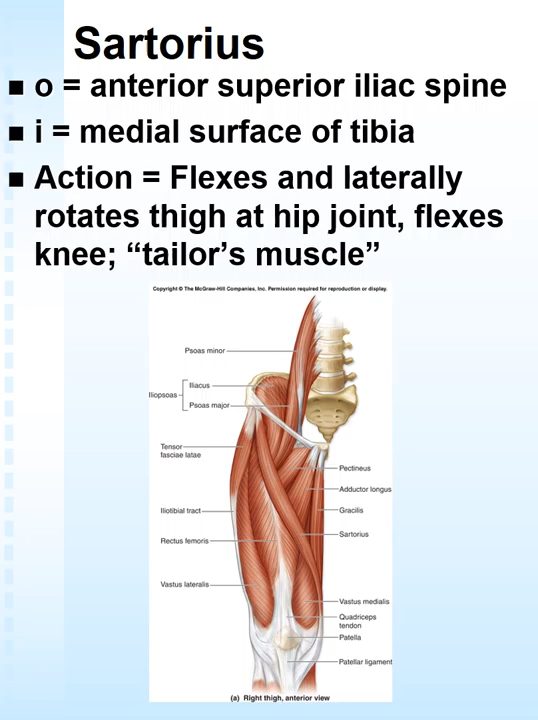 Sartorius
■ o = anterior superior iliac spine
■ i = medial surface of tibia
■ Action = Flexes and laterally
rotates thigh at hip joint, flexes
knee; “tailor’s muscle”
Copyright © The McGraw-Hill Companies, Inc. Permission required for reproduction or display.
Psoas minor
Iliacus
Iliopsoas
Psoas major
Tensor
fasciae latae
Pectineus
Adductor longus
Iliotibial tract
Gracilis
Sartorius
Rectus femoris
Vastus lateralis
Vastus medialis
Quadriceps
tendon
Patella
Patellar ligament
(a) Right thigh, anterior view